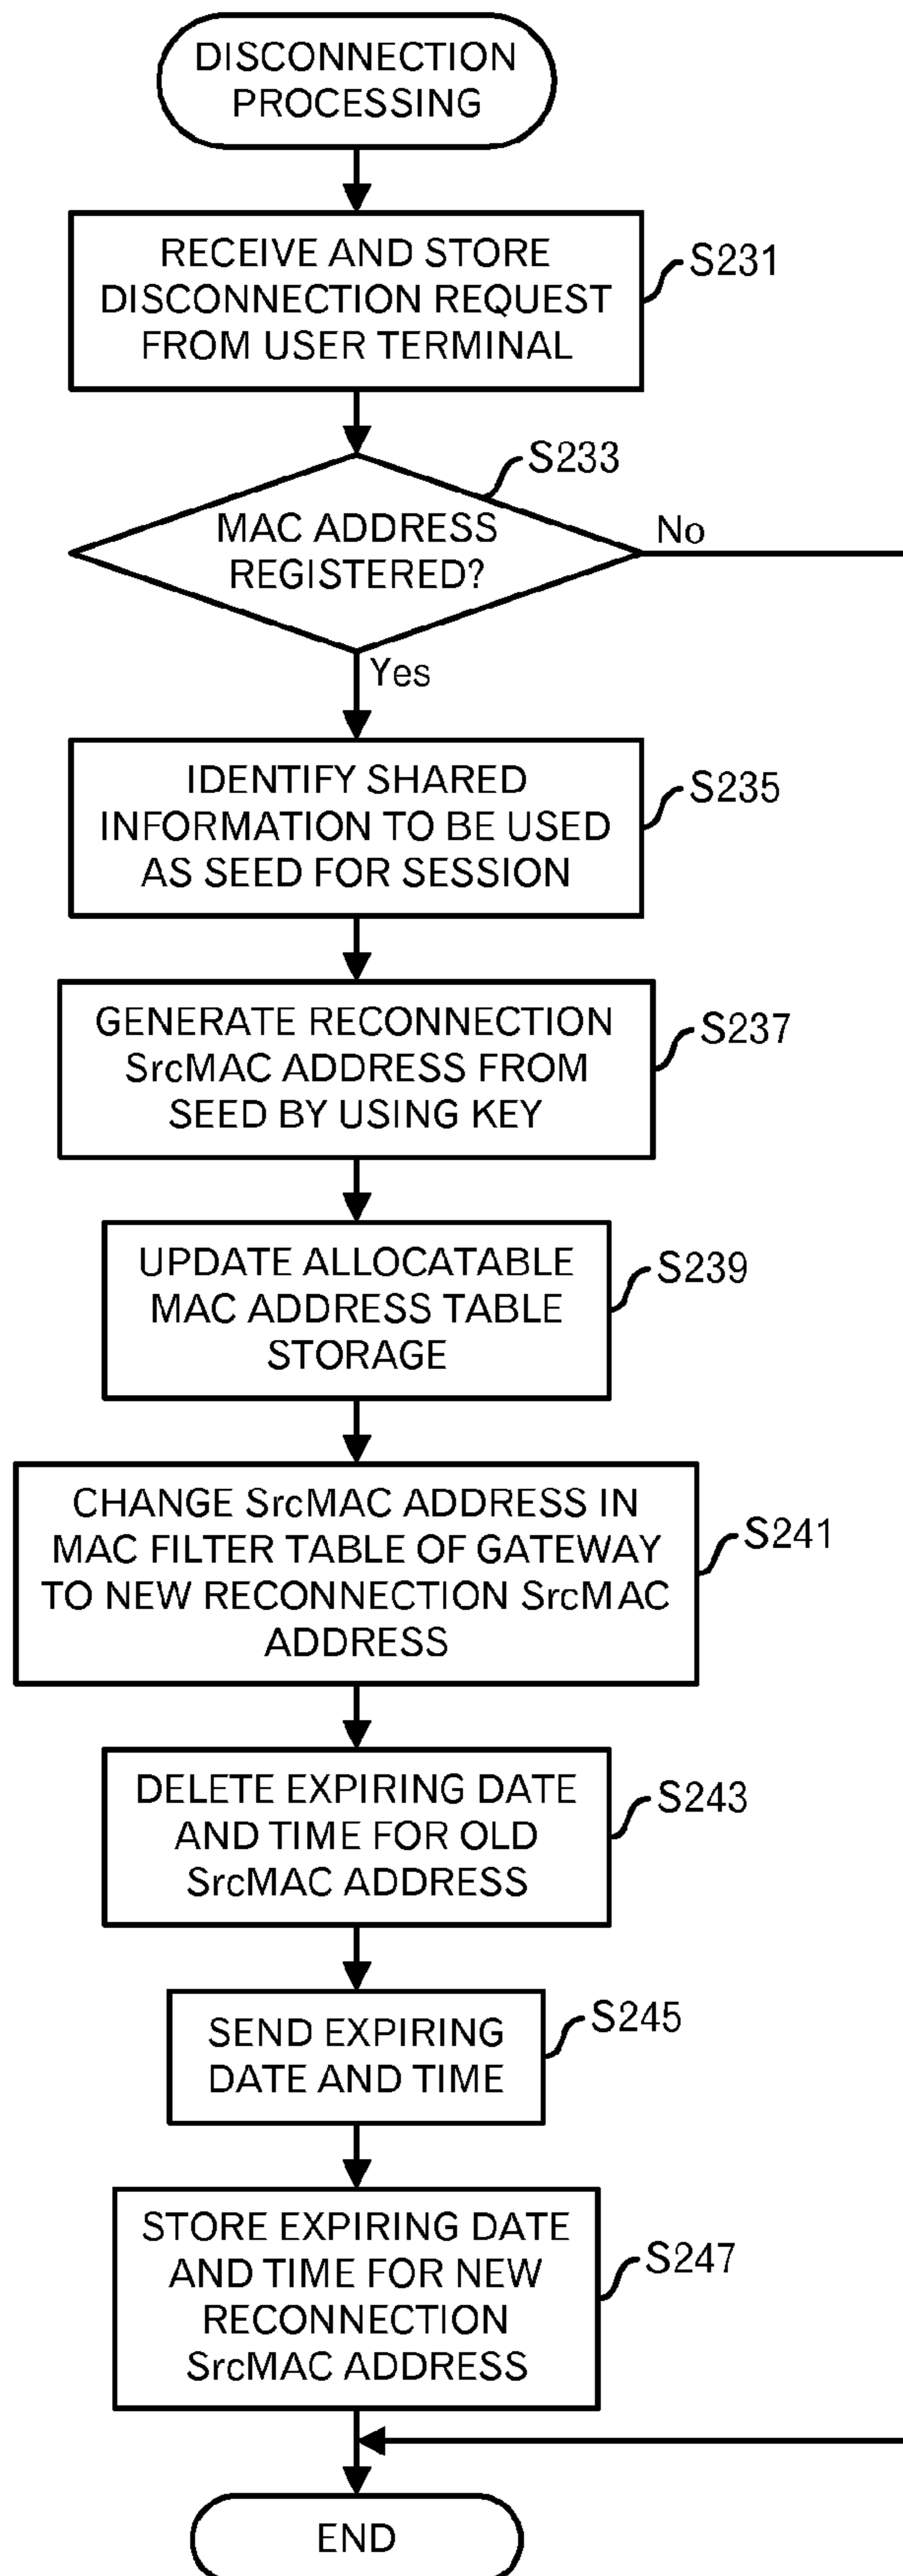 DISCONNECTION
PROCESSING
RECEIVE AND STORE
DISCONNECTION REQUEST
FROM USER TERMINAL
S231
S233
MAC ADDRESS
REGISTERED?
No
Yes
IDENTIFY SHARED
INFORMATION TO BE USED
AS SEED FOR SESSION
S235
GENERATE RECONNECTION
SrcMAC ADDRESS FROM
SEED BY USING KEY
S237
UPDATE ALLOCATABLE
MAC ADDRESS TABLE
STORAGE
S239
CHANGE SrcMAC ADDRESS IN
MAC FILTER TABLE OF GATEWAY
TO NEW RECONNECTION SrcMAC
ADDRESS
S241
DELETE EXPIRING DATE
AND TIME FOR OLD
SrcMAC ADDRESS
S243
SEND EXPIRING
DATE AND TIME
S245
STORE EXPIRING DATE
AND TIME FOR NEW
RECONNECTION
SrcMAC ADDRESS
S247
END